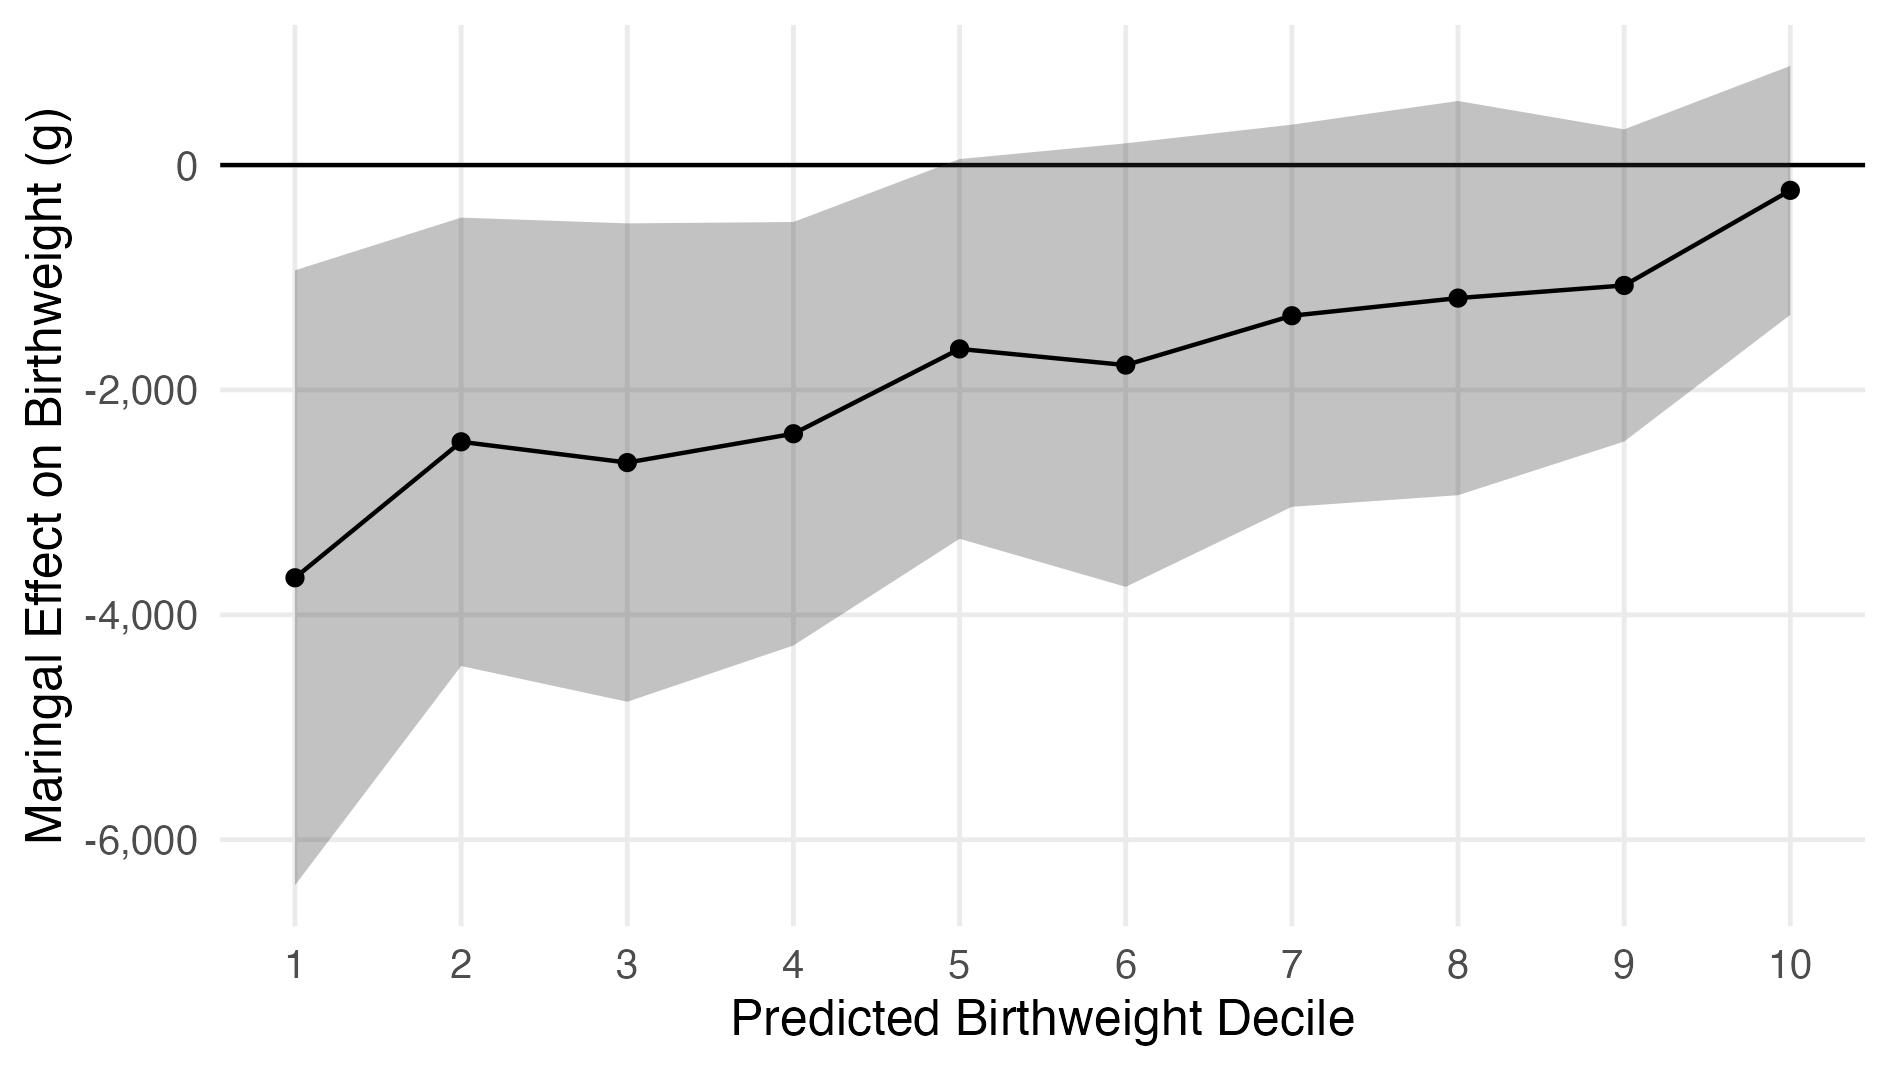 Maringal Effect on Birthweight (g)
0
-2,000
-4,000
-6,000
1 2 3 4 5 6 7 8 9 10
Predicted Birthweight Decile